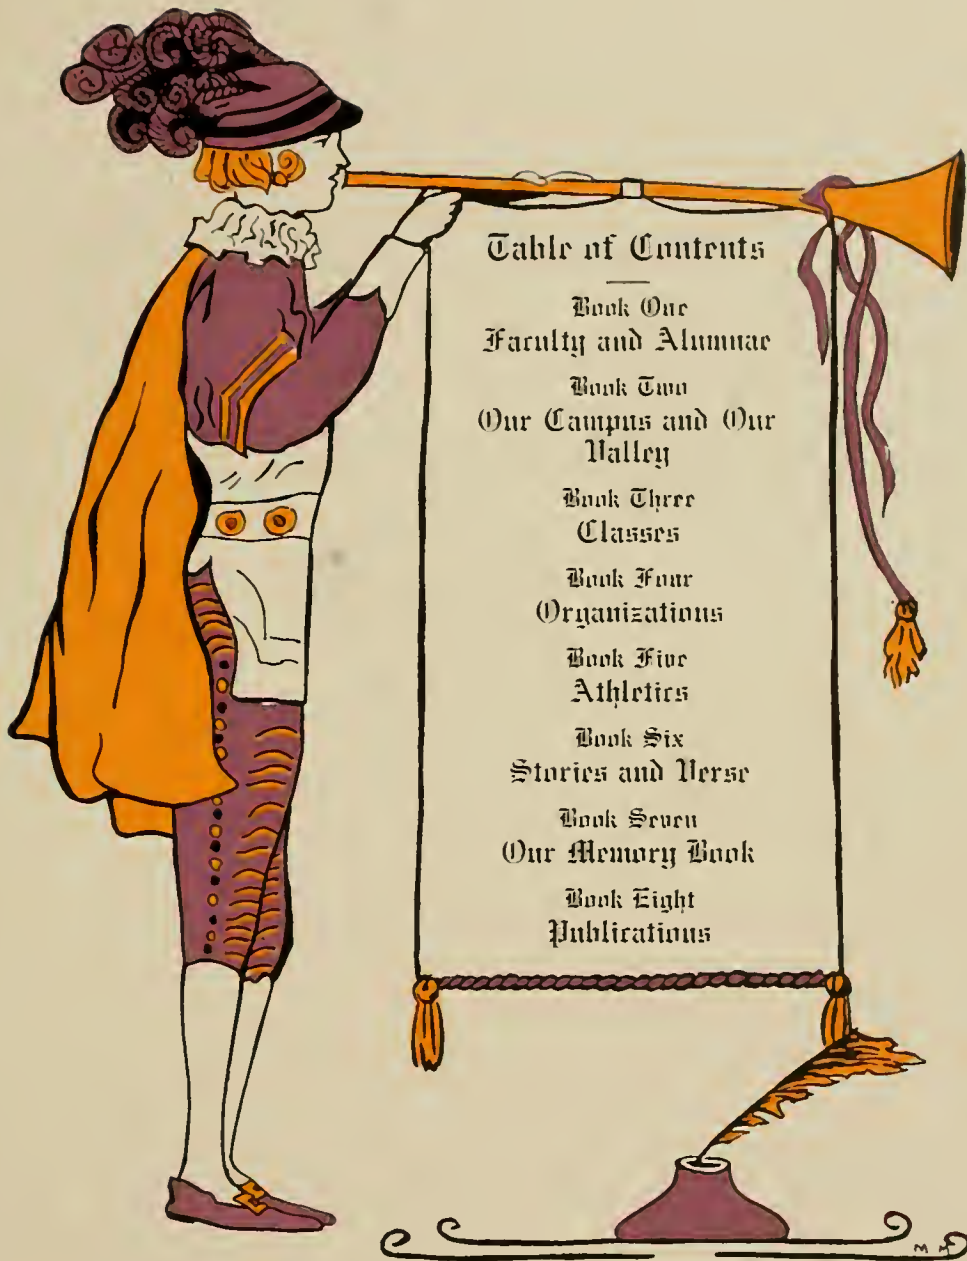 Table of Contents
Book One
Faculty and Alumnae
Book Two
Our Campus and Our
Valley
Book Three
Classes
Book Four
Organizations
Book Five
Athletics
Book Six
Stories and Verse
Book Seven
Our Memory Book
Book Eight
Publications
M M